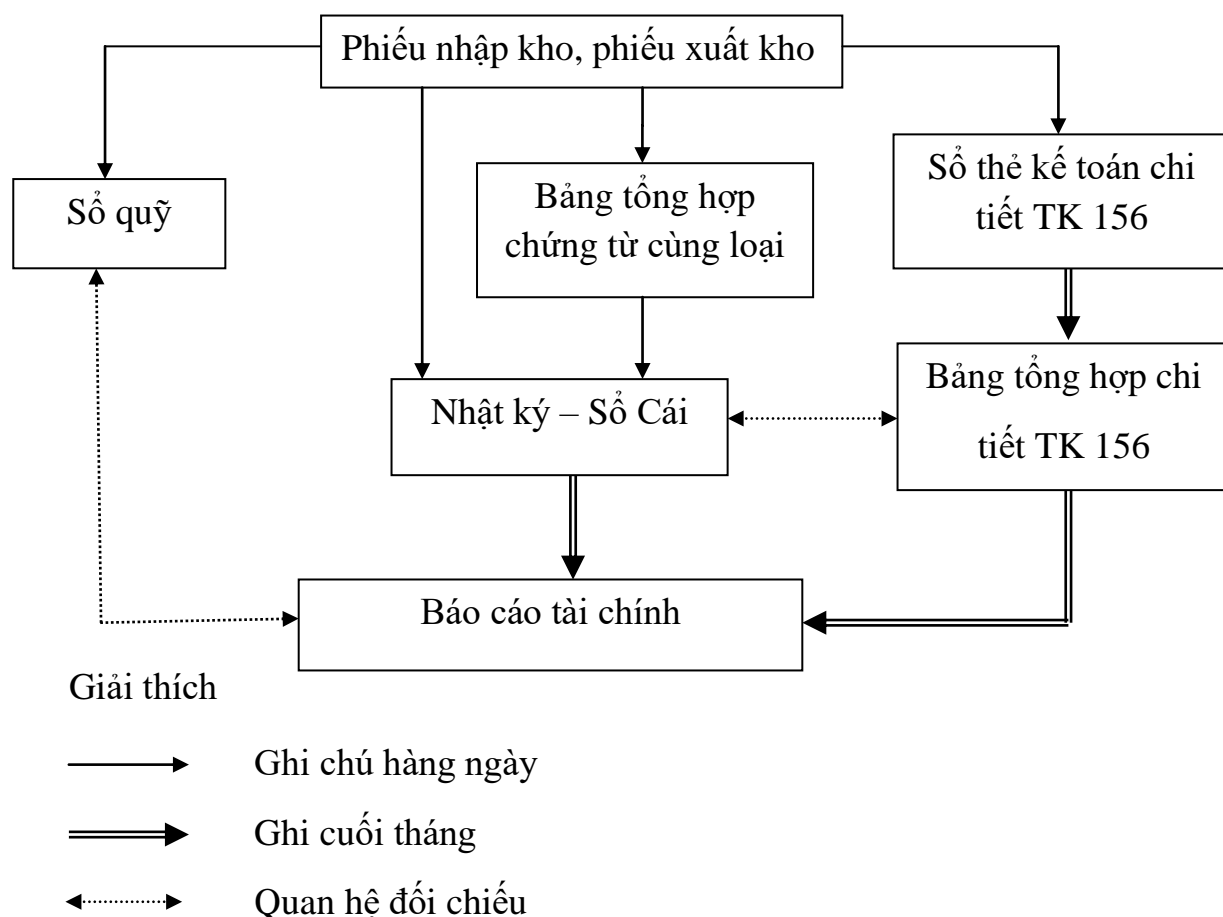 Phiếu nhập kho, phiếu xuất kho
Sổ quỹ
Bảng tổng hợp
chứng từ cùng loại
Sổ thẻ kế toán chi
tiết TK 156
Nhật ký – Sổ Cái
Bảng tổng hợp chi
tiết TK 156
Báo cáo tài chính
Giải thích
Ghi chú hàng ngày
Ghi cuối tháng
Quan hệ đối chiếu